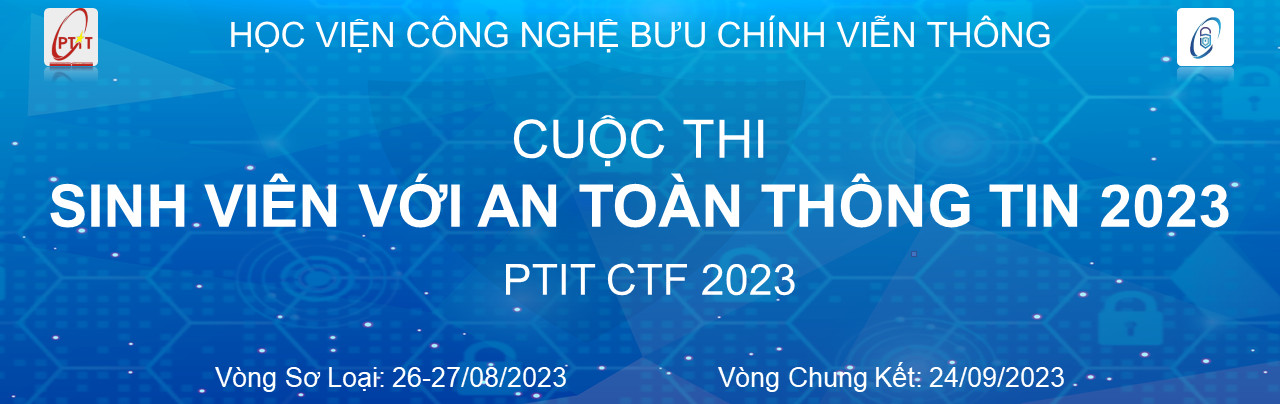 PTIT
HỌC VIỆN CÔNG NGHỆ BƯU CHÍNH VIỄN THÔNG
CUỘC THI
SINH VIÊN VỚI AN TOÀN THÔNG TIN 2023
PTIT CTF 2023
Vòng Sơ Loại: 26-27/08/2023
Vòng Chung Kết: 24/09/2023